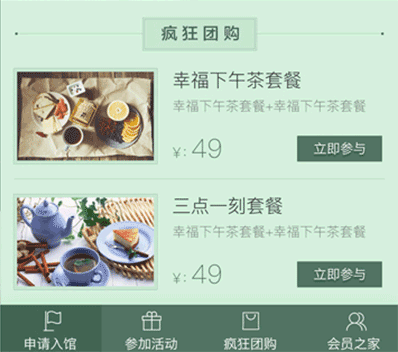 疯狂团购
幸福下午茶套餐
幸福下午茶套餐+幸福下午茶套餐
¥: 49
立即参与
三点一刻套餐
幸福下午茶套餐+幸福下午茶套餐
¥: 49
立即参与
申请入馆
参加活动
疯狂团购
会员之家